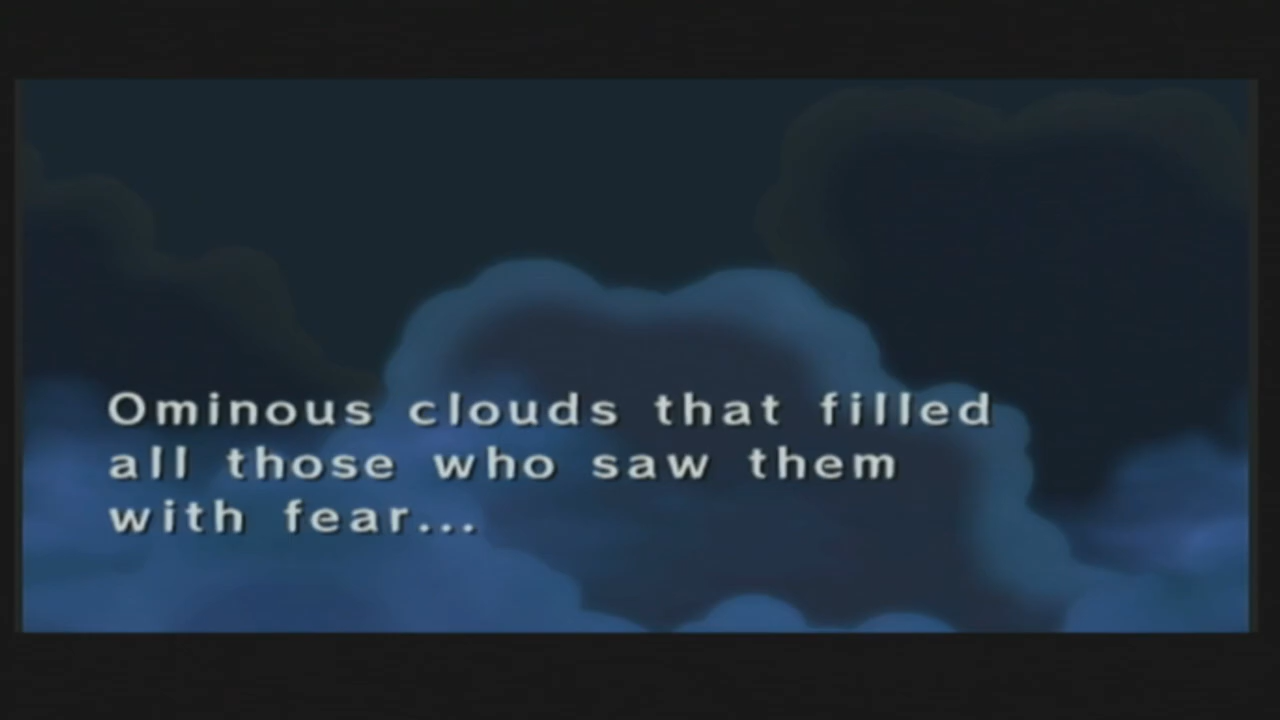 Ominous clouds that filled
all those who saw them
with fear...